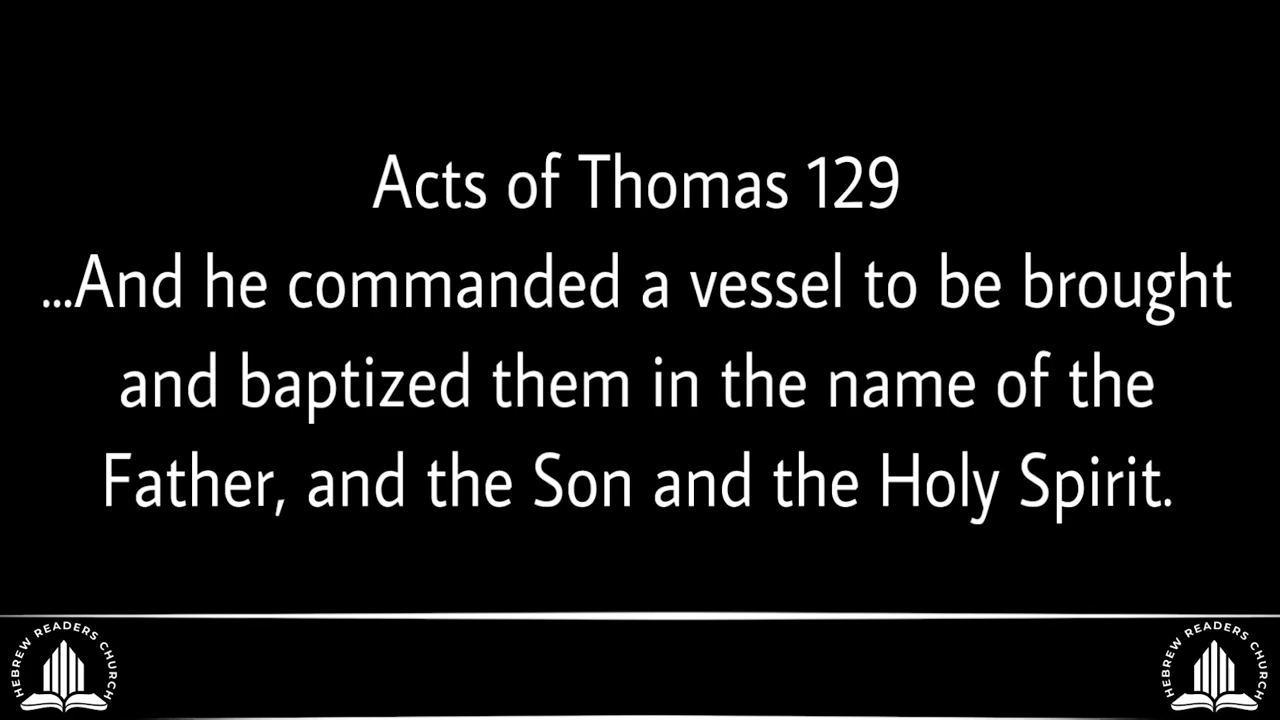 Acts of Thomas 129
...And he commanded a vessel to be brought
and baptized them in the name of the
Father, and the Son and the Holy Spirit.
HEBREW READERS CHURCH
HEBREW READERS CHURCH